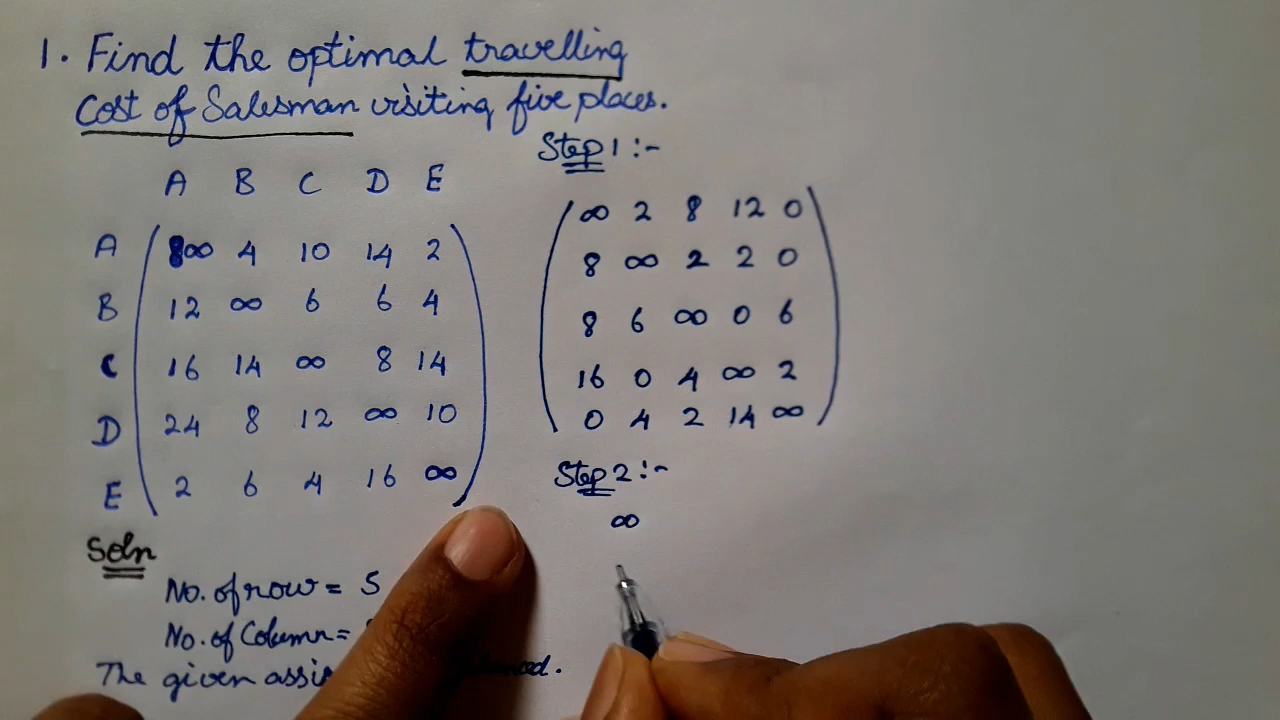 1. Find the optimal travelling
Cost of Salesman visiting five places.
A B C D E
A ∞ 4 10 14 2
B 12 ∞ 6 6 4
C 16 14 ∞ 8 14
D 24 8 12 ∞ 10
E 2 6 4 16 ∞
Soln
No. of row = 5
No. of Column =
The given
Step 1 :-
∞ 2 8 12 0
8 ∞ 2 2 0
8 6 ∞ 0 6
16 0 4 ∞ 2
0 4 2 14 ∞
Step 2 :-
∞